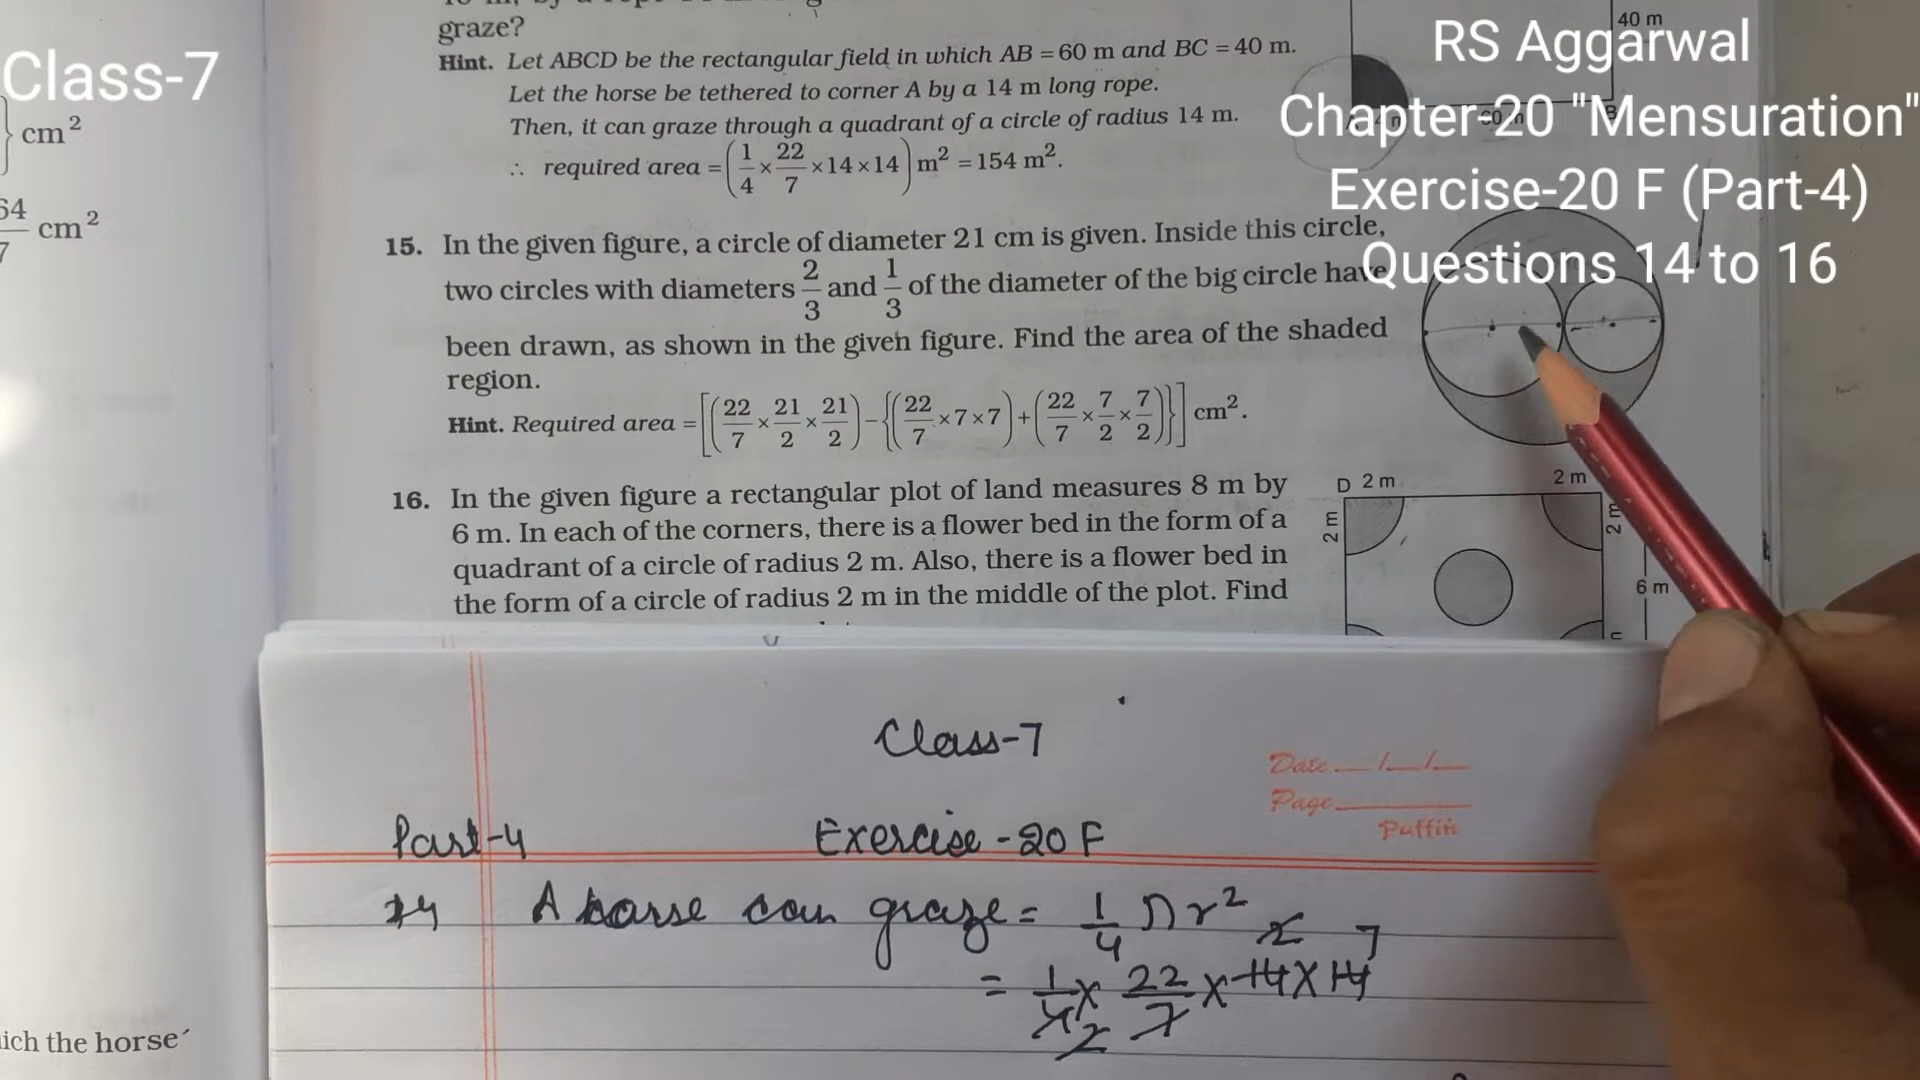 graze?
Hint. Let ABCD be the rectangular field in which AB = 60 m and BC = 40 m.
Let the horse be tethered to corner A by a 14 m long rope.
Then, it can graze through a quadrant of a circle of radius 14 m.
∴ required area = (1/4 × 22/7 × 14 × 14) m² = 154 m².
40 m
Class-7
} cm²
64/7 cm²
RS Aggarwal
Chapter-20 "Mensuration"
Exercise-20 F (Part-4)
Questions 14 to 16
15. In the given figure, a circle of diameter 21 cm is given. Inside this circle,
two circles with diameters 2/3 and 1/3 of the diameter of the big circle have
been drawn, as shown in the given figure. Find the area of the shaded
region.
Hint. Required area = [(22/7 × 21/2 × 21/2) − {(22/7 × 7 × 7) + (22/7 × 7/2 × 7/2)}] cm².
16. In the given figure a rectangular plot of land measures 8 m by
6 m. In each of the corners, there is a flower bed in the form of a
quadrant of a circle of radius 2 m. Also, there is a flower bed in
the form of a circle of radius 2 m in the middle of the plot. Find
D 2 m
2 m
2 m
2 m
6 m
Class-7
Date__/__/__
Page
Puffin
Part-4 Exercise-20 F
14 A horse can graze = 1/4 πr²
2 7
= 1/4 × 22/7 × 14 × 14
2
ich the horse